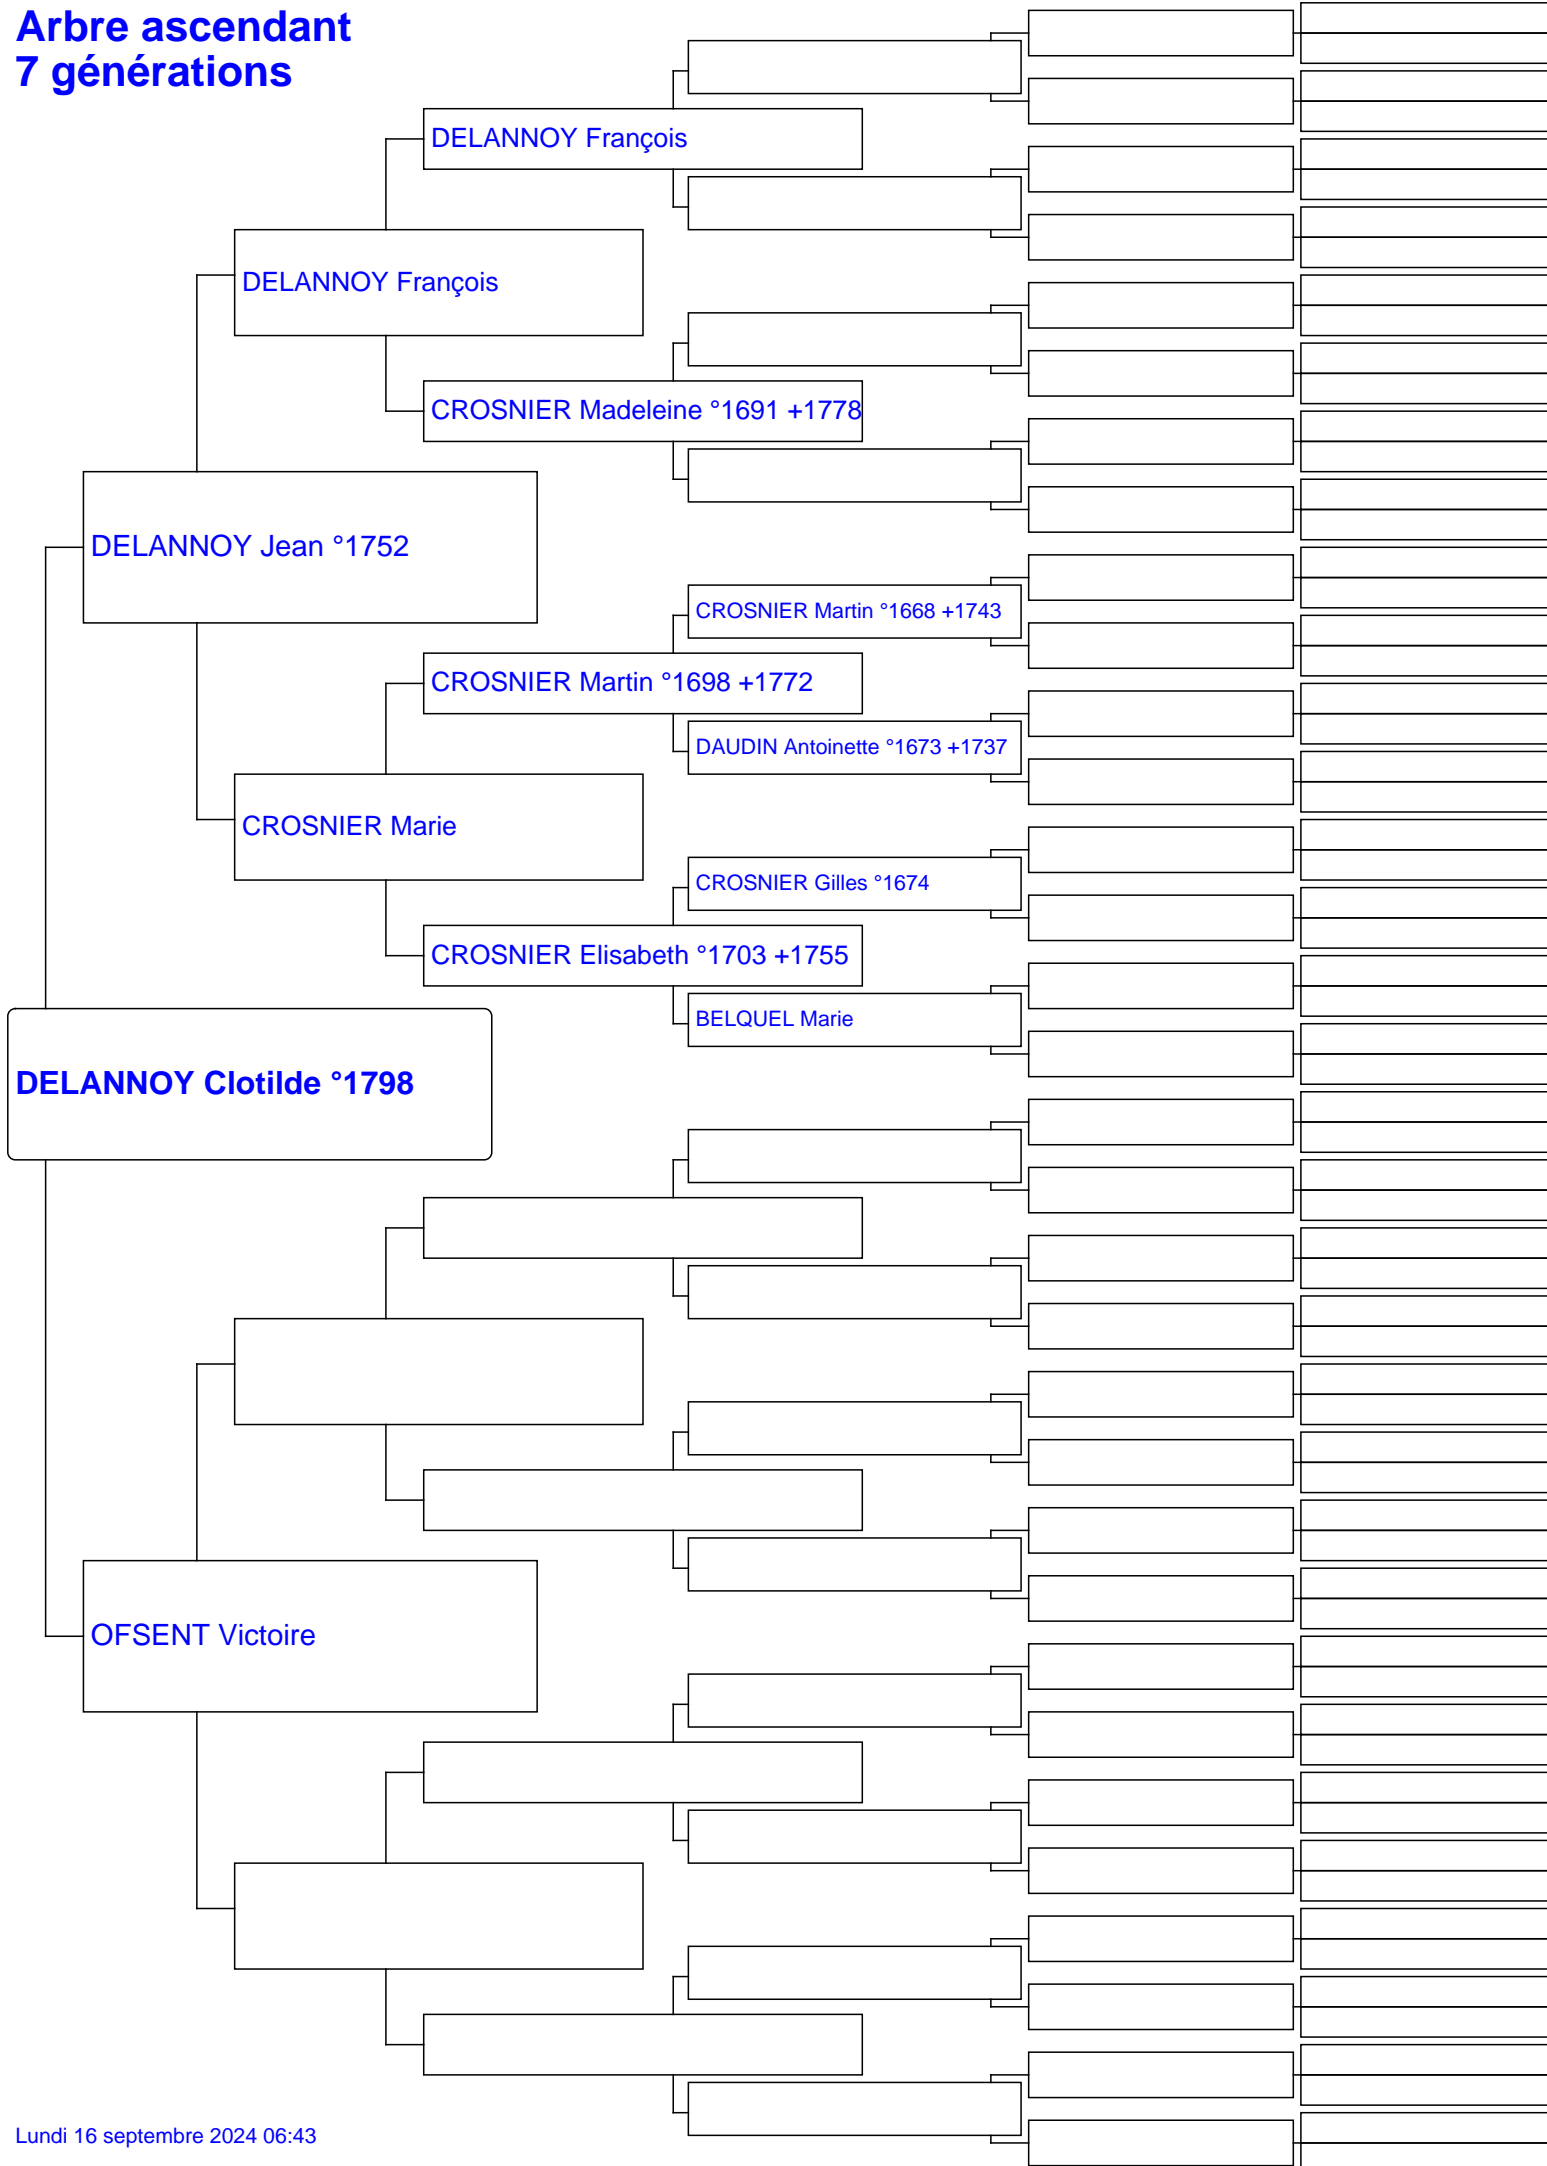 Arbre ascendant
7 générations
DELANNOY François
DELANNOY François
CROSNIER Madeleine °1691 +1778
DELANNOY Jean °1752
CROSNIER Martin °1668 +1743
CROSNIER Martin °1698 +1772
DAUDIN Antoinette °1673 +1737
CROSNIER Marie
CROSNIER Gilles °1674
CROSNIER Elisabeth °1703 +1755
BELQUEL Marie
DELANNOY Clotilde °1798
OFSENT Victoire
Lundi 16 septembre 2024 06:43